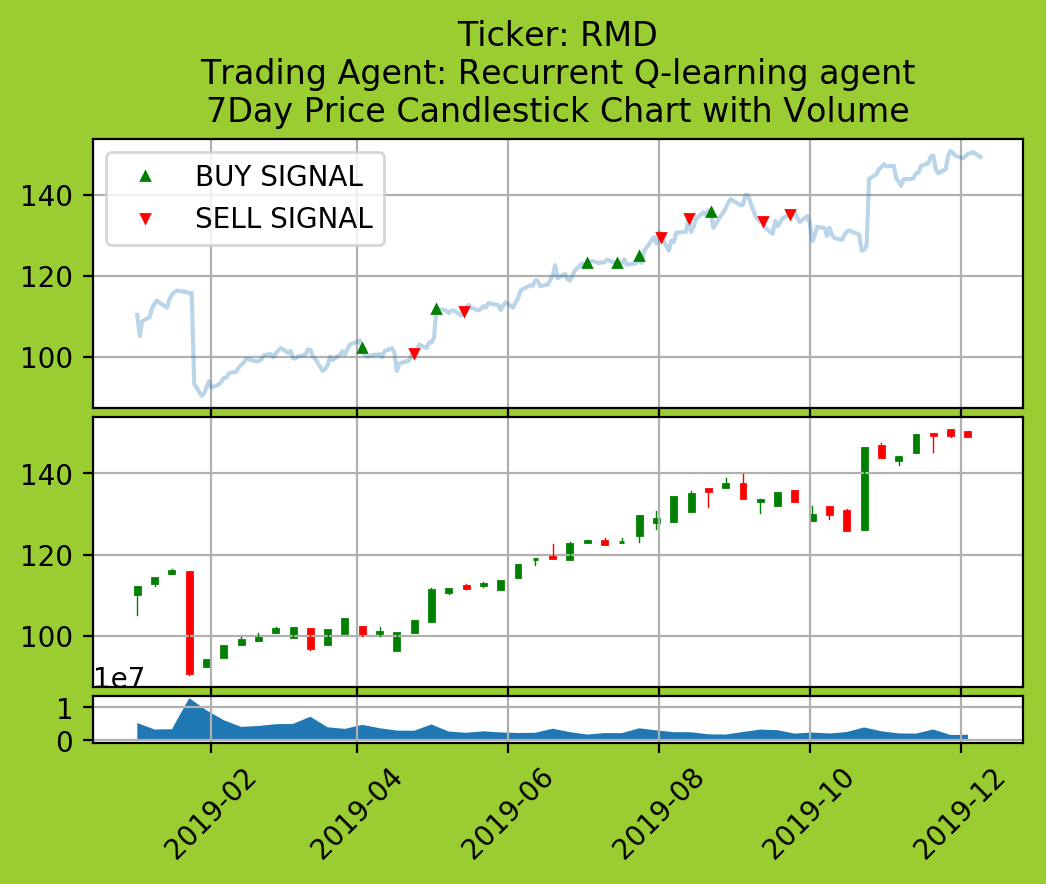 Ticker: RMD
Trading Agent: Recurrent Q-learning agent
7Day Price Candlestick Chart with Volume
BUY SIGNAL
SELL SIGNAL
140
120
100
140
120
100
1e7
1
0
2019-02
2019-04
2019-06
2019-08
2019-10
2019-12